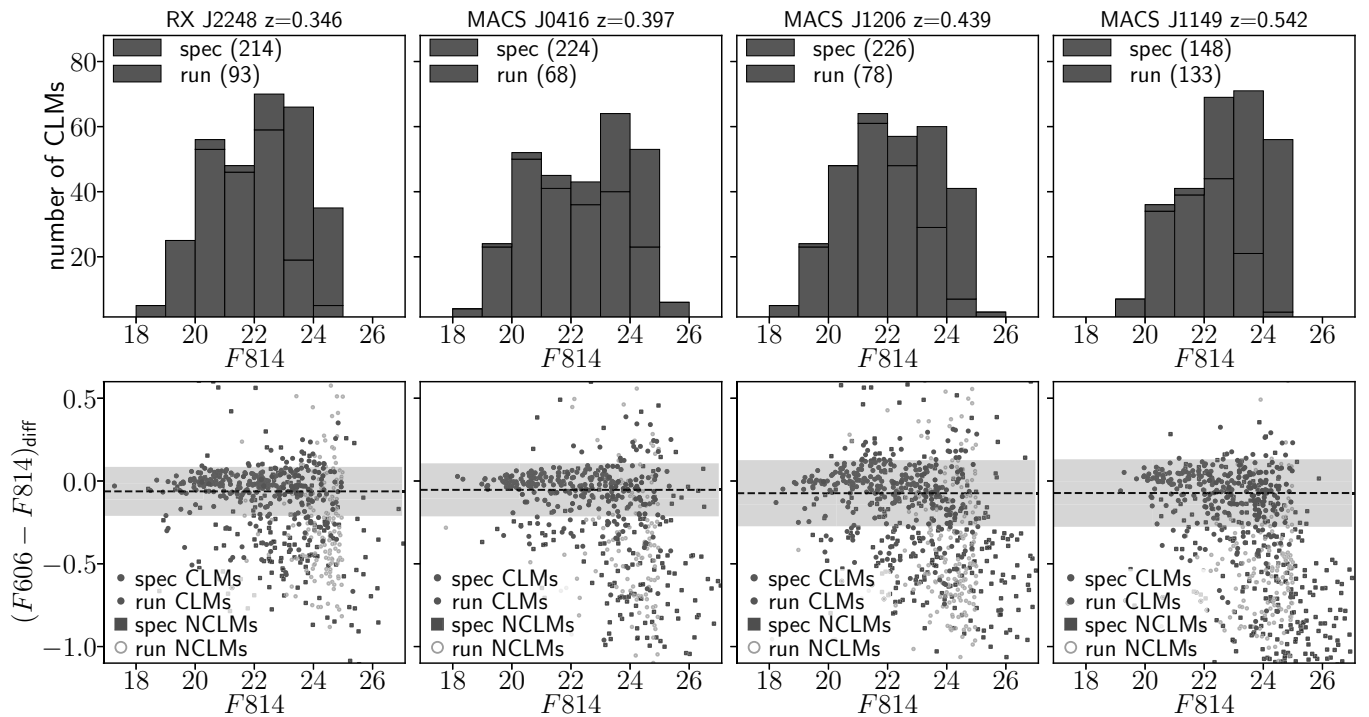 RX J2248 z=0.346
MACS J0416 z=0.397
MACS J1206 z=0.439
MACS J1149 z=0.542
number of CLMs
80
60
40
20
spec (214)
run (93)
spec (224)
run (68)
spec (226)
run (78)
spec (148)
run (133)
18 20 22 24 26
18 20 22 24 26
18 20 22 24 26
18 20 22 24 26
F814
F814
F814
F814
(F606 − F814)diff
0.5
0.0
−0.5
−1.0
spec CLMs
run CLMs
spec NCLMs
run NCLMs
spec CLMs
run CLMs
spec NCLMs
run NCLMs
spec CLMs
run CLMs
spec NCLMs
run NCLMs
spec CLMs
run CLMs
spec NCLMs
run NCLMs
18 20 22 24 26
18 20 22 24 26
18 20 22 24 26
18 20 22 24 26
F814
F814
F814
F814